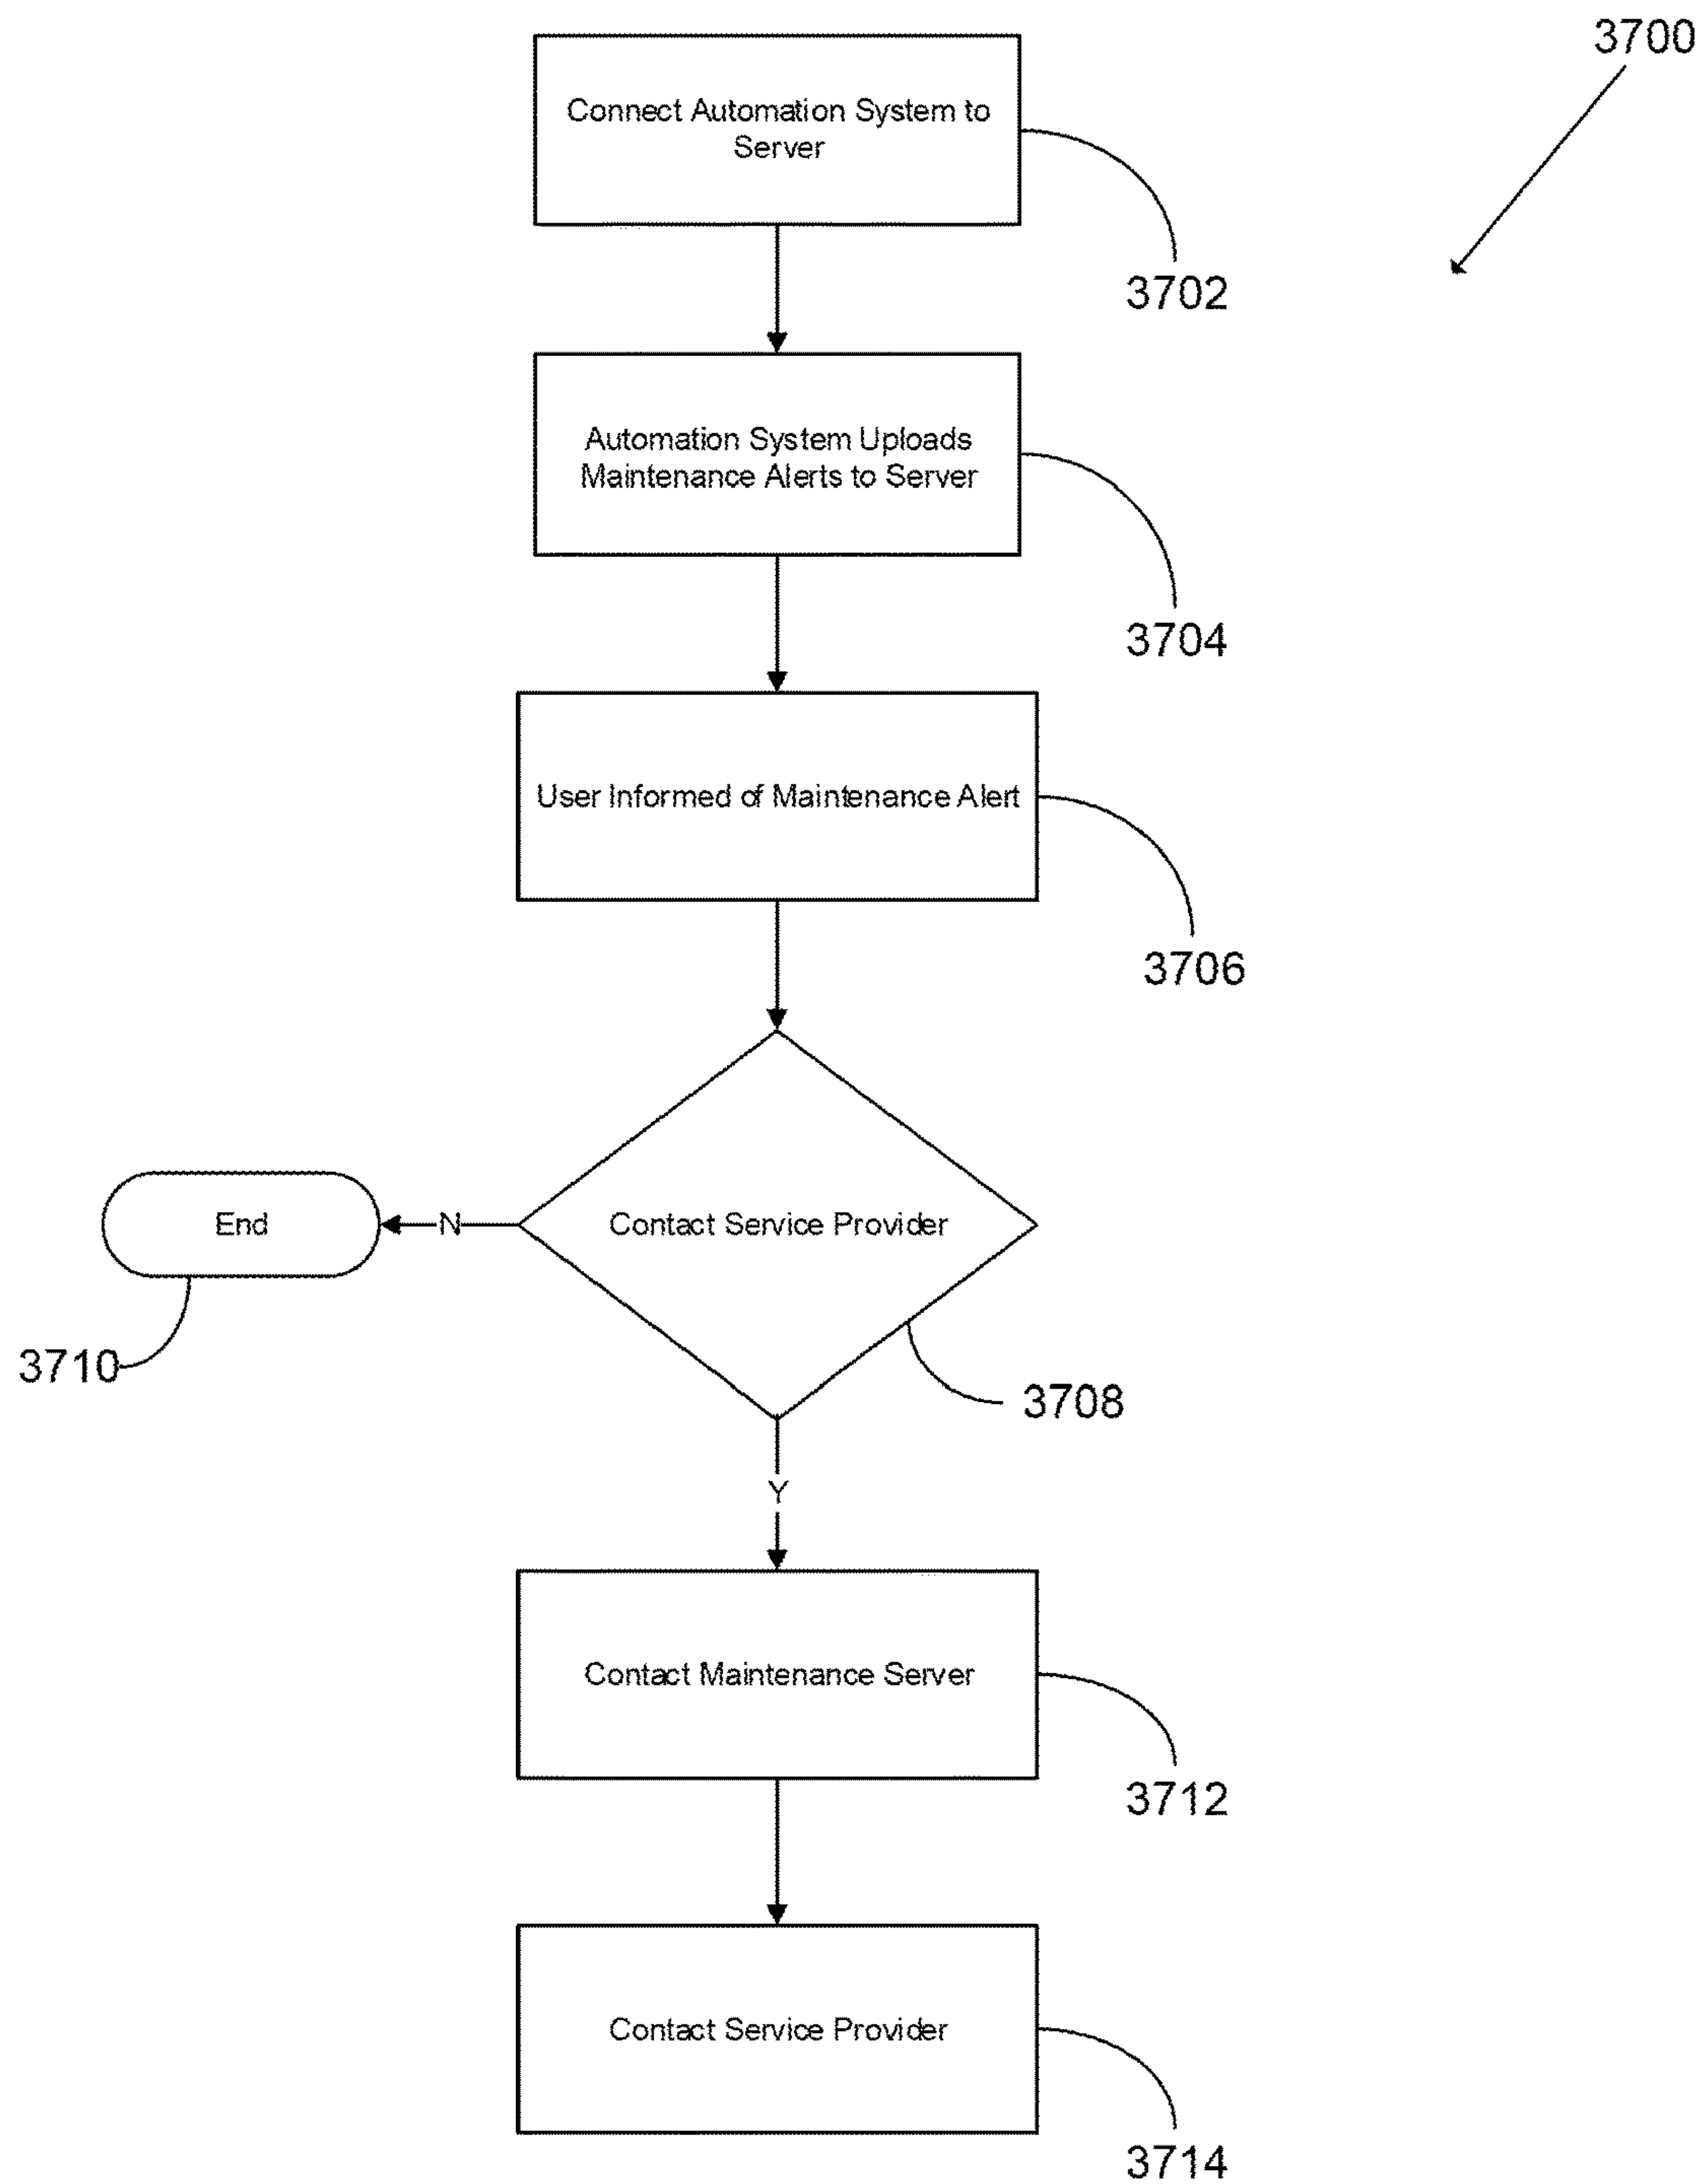 3700
Connect Automation System to
Server
3702
Automation System Uploads
Maintenance Alerts to Server
3704
User Informed of Maintenance Alert
3706
Contact Service Provider
N
End
3710
3708
Y
Contact Maintenance Server
3712
Contact Service Provider
3714